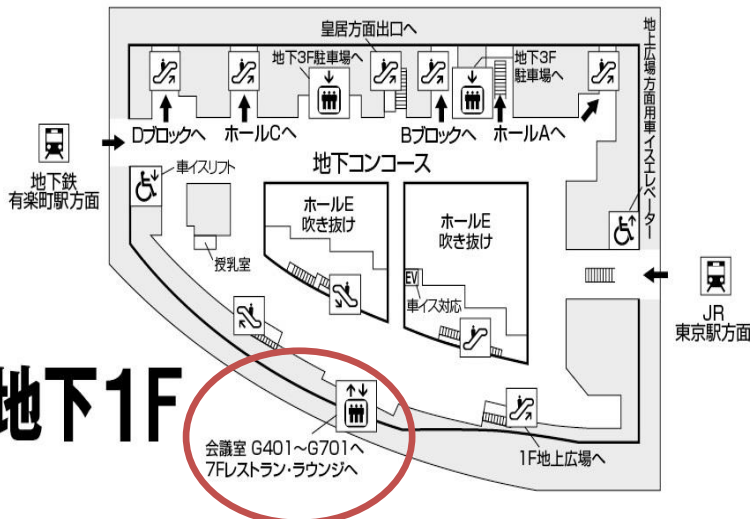 皇居方面出口へ
地下3F駐車場へ
地下3F
駐車場へ
地上広場方面用車イスエレベーター
Dブロックへ
ホールCへ
Bブロックへ
ホールAへ
地下鉄
有楽町駅方面
車イスリフト
地下コンコース
ホールE
吹き抜け
ホールE
吹き抜け
授乳室
EV
車イス対応
JR
東京駅方面
地下1F
会議室 G401~G701へ
7Fレストラン・ラウンジへ
1F地上広場へ